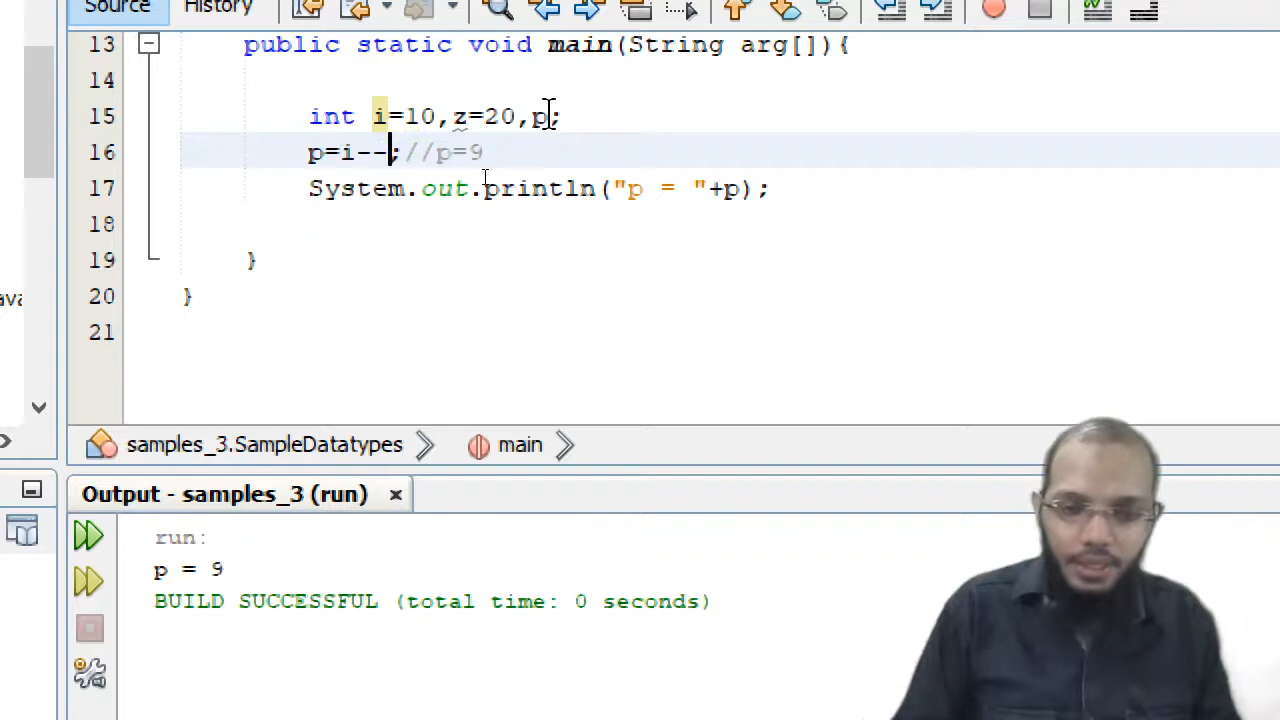 Source History
13 public static void main(String arg[]){
14
15 int i=10,z=20,p;
16 p=i--;//p=9
17 System.out.println("p = "+p);
18
19 }
20 }
21
samples_3.SampleDatatypes main
Output - samples_3 (run) ×
run:
p = 9
BUILD SUCCESSFUL (total time: 0 seconds)